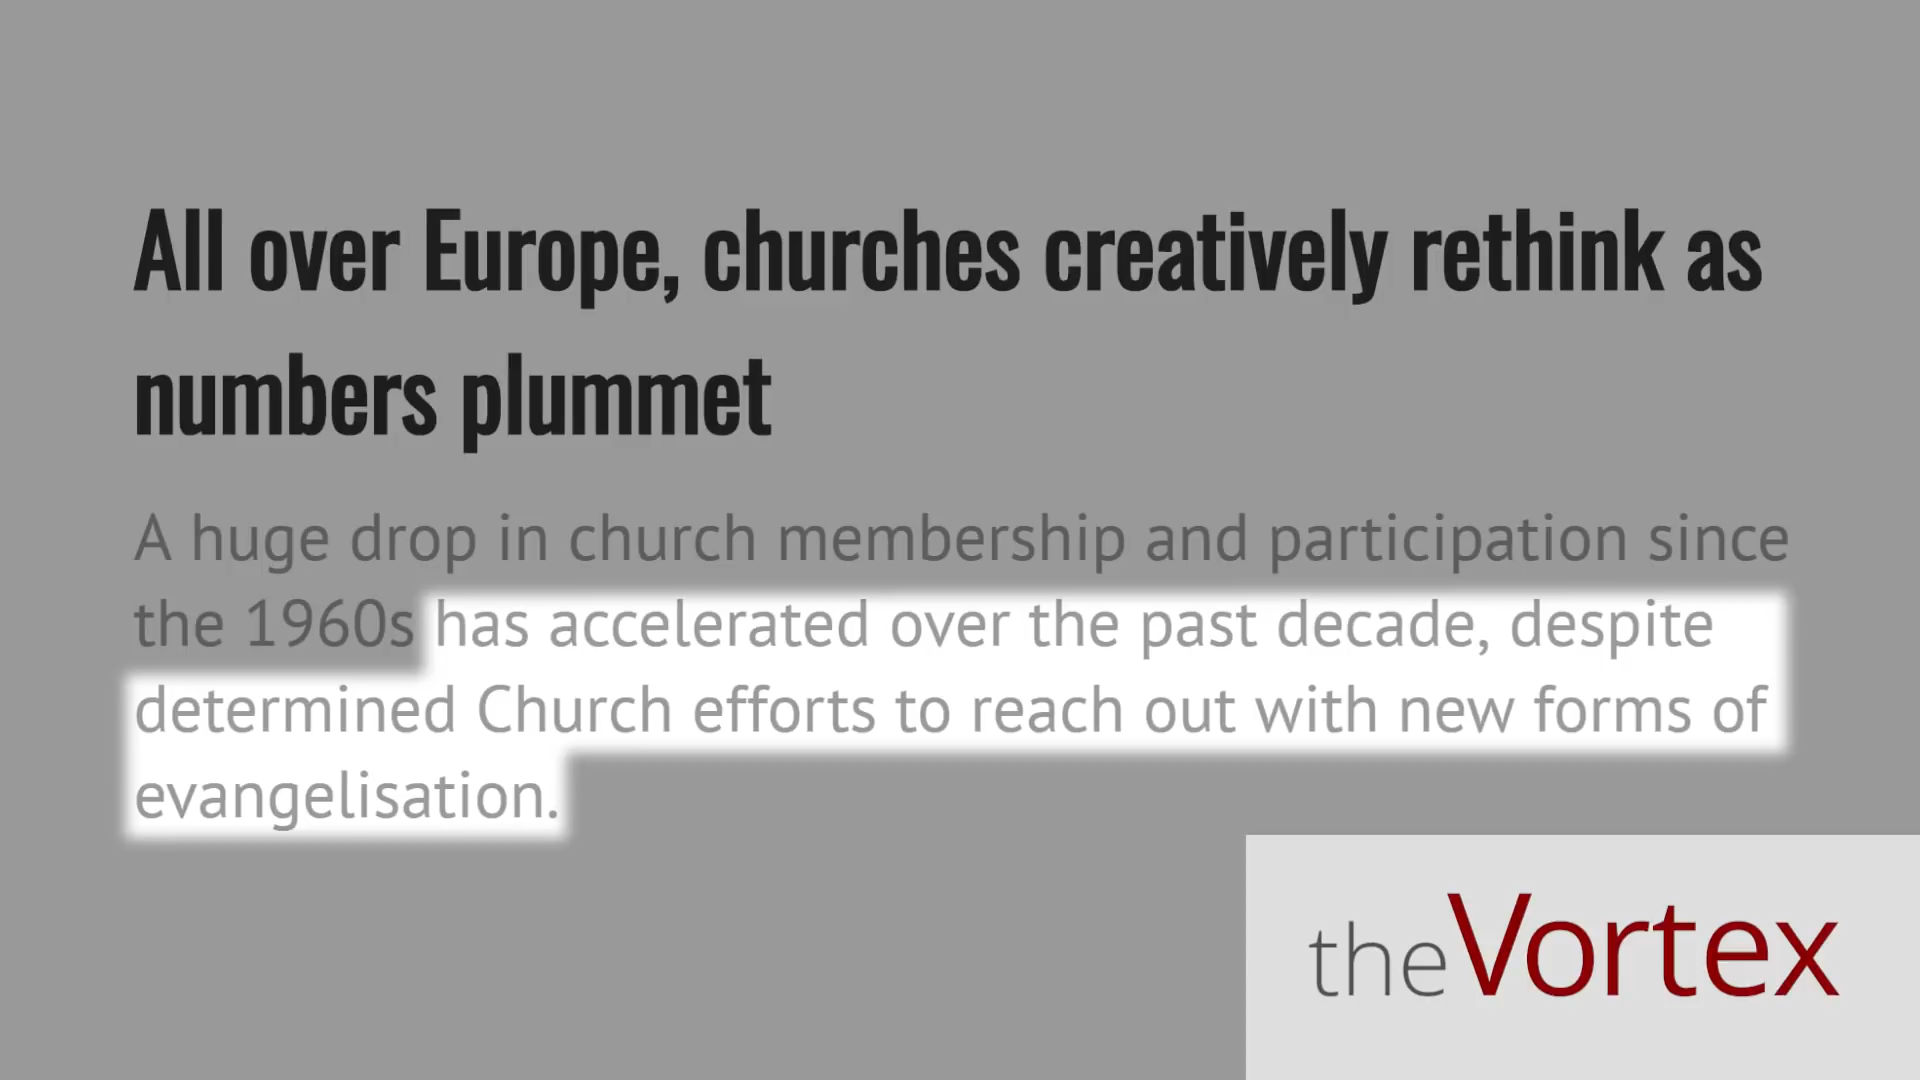 All over Europe, churches creatively rethink as
numbers plummet
A huge drop in church membership and participation since
the 1960s has accelerated over the past decade, despite
determined Church efforts to reach out with new forms of
evangelisation.
theVortex